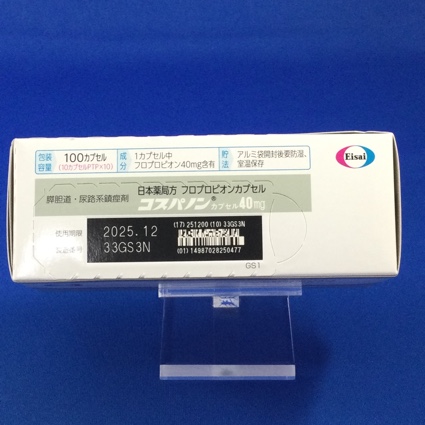 包装容量 100カプセル (10カプセルPTP×10)
成分 1カプセル中 フロプロピオン40mg含有
貯法 アルミ袋開封後要防湿、室温保存
Eisai
日本薬局方 フロプロピオンカプセル
膵胆道・尿路系鎮痙剤
コスパノン® カプセル40mg
使用期限 2025.12
製造番号 33GS3N
(17) 251200 (10) 33GS3N
(01) 14987028250477
GS1